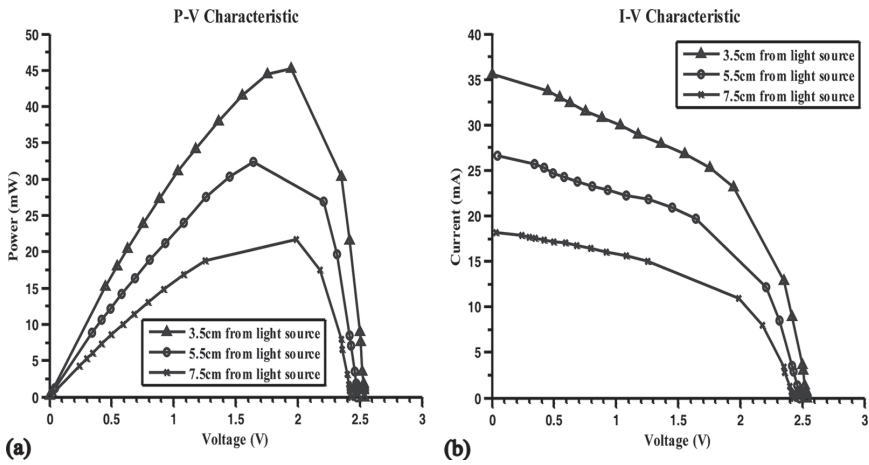 P-V Characteristic
50
45
40
35
30
25
20
15
10
5
0
Power (mW)
3.5cm from light source
5.5cm from light source
7.5cm from light source
0
0.5
1
1.5
2
2.5
3
Voltage (V)
(a)
I-V Characteristic
40
35
30
25
20
15
10
5
0
Current (mA)
3.5cm from light source
5.5cm from light source
7.5cm from light source
0
0.5
1
1.5
2
2.5
3
Voltage (V)
(b)